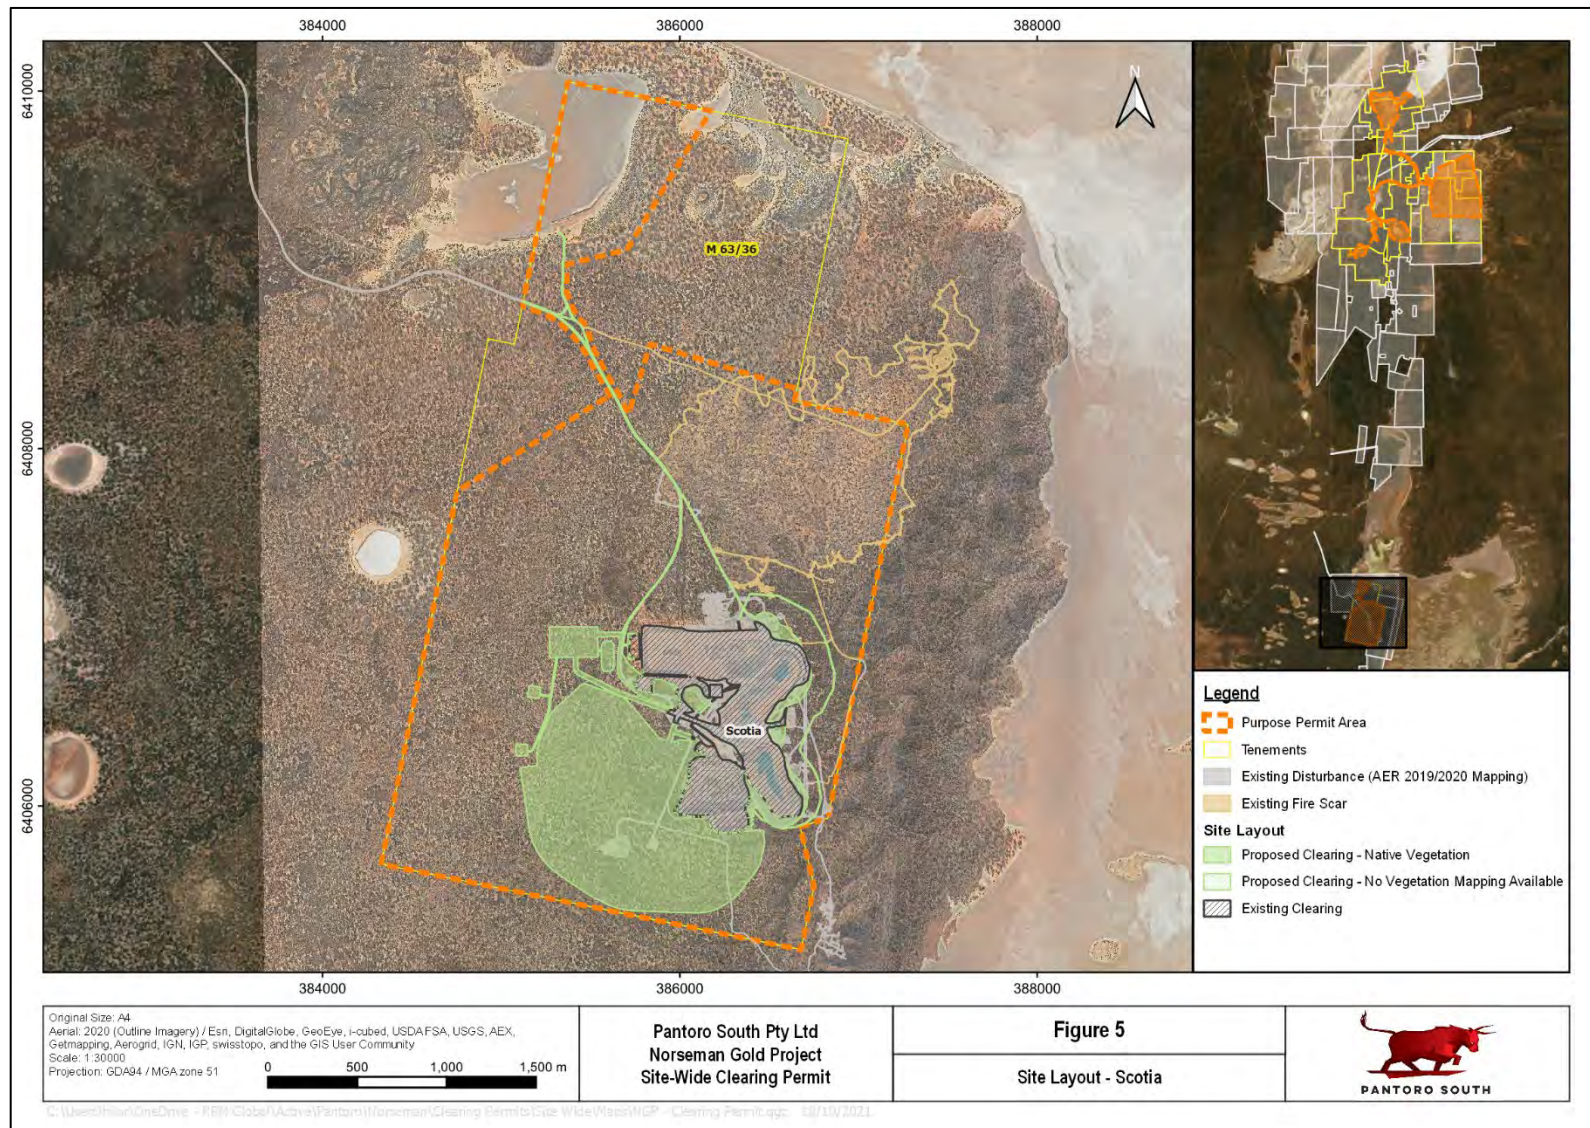 384000
386000
388000
6410000
6408000
6406000
N
M 63/36
Scotia
384000
386000
388000
Legend
Purpose Permit Area
Tenements
Existing Disturbance (AER 2019/2020 Mapping)
Existing Fire Scar
Site Layout
Proposed Clearing - Native Vegetation
Proposed Clearing - No Vegetation Mapping Available
Existing Clearing
Original Size: A4
Aerial: 2020 (Outline Imagery) / Esri, DigitalGlobe, GeoEye, i-cubed, USDA FSA, USGS, AEX,
Getmapping, Aerogrid, IGN, IGP, swisstopo, and the GIS User Community
Scale: 1:30000
Projection: GDA94 / MGA zone 51
0 500 1,000 1,500 m
Pantoro South Pty Ltd
Norseman Gold Project
Site-Wide Clearing Permit
Figure 5
Site Layout - Scotia
PANTORO SOUTH